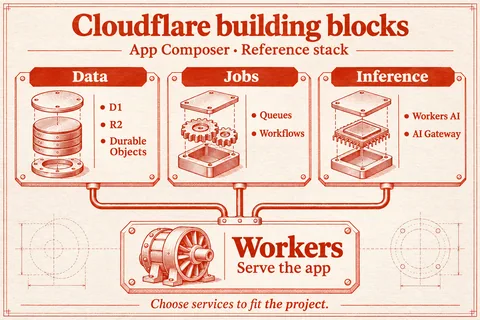 Cloudflare building blocks
App Composer · Reference stack
Data
• D1
• R2
• Durable
Objects
Jobs
• Queues
• Workflows
Inference
• Workers AI
• AI Gateway
Workers
Serve the app
Choose services to fit the project.